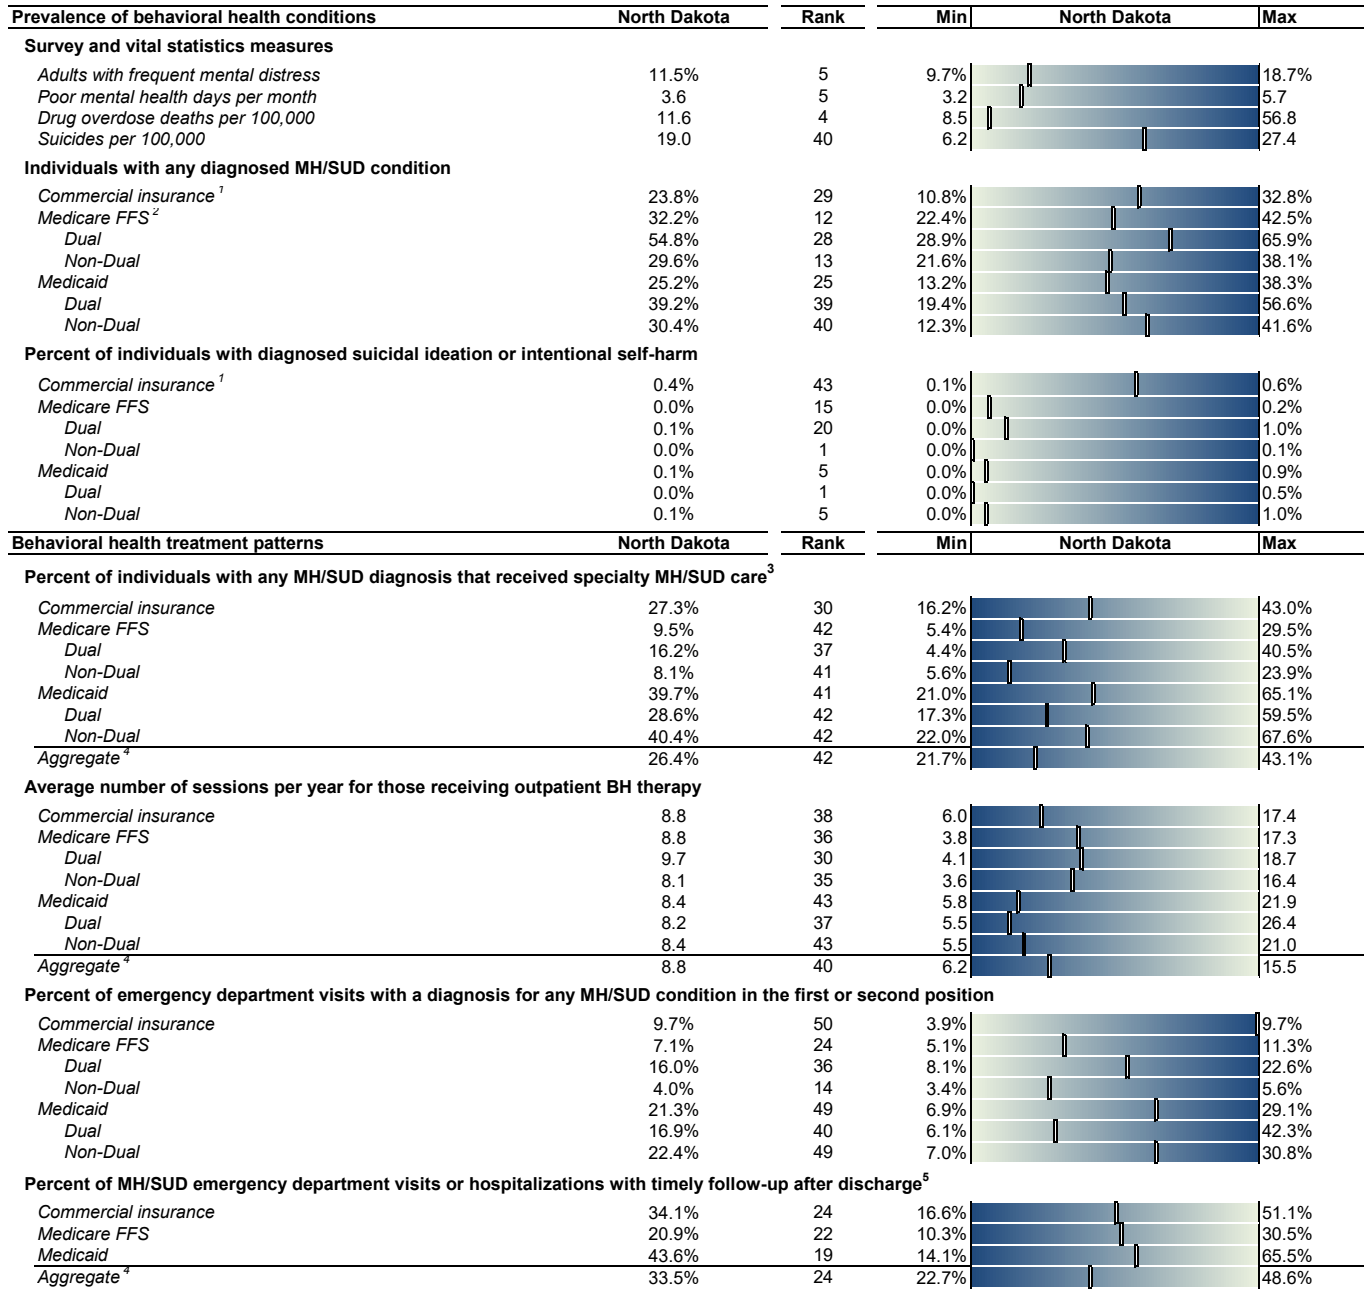 Prevalence of behavioral health conditions North Dakota Rank Min North Dakota Max
Survey and vital statistics measures
Adults with frequent mental distress 11.5% 5 9.7% 18.7%
Poor mental health days per month 3.6 5 3.2 5.7
Drug overdose deaths per 100,000 11.6 4 8.5 56.8
Suicides per 100,000 19.0 40 6.2 27.4
Individuals with any diagnosed MH/SUD condition
Commercial insurance 1 23.8% 29 10.8% 32.8%
Medicare FFS 2 32.2% 12 22.4% 42.5%
Dual 54.8% 28 28.9% 65.9%
Non-Dual 29.6% 13 21.6% 38.1%
Medicaid 25.2% 25 13.2% 38.3%
Dual 39.2% 39 19.4% 56.6%
Non-Dual 30.4% 40 12.3% 41.6%
Percent of individuals with diagnosed suicidal ideation or intentional self-harm
Commercial insurance 1 0.4% 43 0.1% 0.6%
Medicare FFS 0.0% 15 0.0% 0.2%
Dual 0.1% 20 0.0% 1.0%
Non-Dual 0.0% 1 0.0% 0.1%
Medicaid 0.1% 5 0.0% 0.9%
Dual 0.0% 1 0.0% 0.5%
Non-Dual 0.1% 5 0.0% 1.0%
Behavioral health treatment patterns North Dakota Rank Min North Dakota Max
Percent of individuals with any MH/SUD diagnosis that received specialty MH/SUD care3
Commercial insurance 27.3% 30 16.2% 43.0%
Medicare FFS 9.5% 42 5.4% 29.5%
Dual 16.2% 37 4.4% 40.5%
Non-Dual 8.1% 41 5.6% 23.9%
Medicaid 39.7% 41 21.0% 65.1%
Dual 28.6% 42 17.3% 59.5%
Non-Dual 40.4% 42 22.0% 67.6%
Aggregate 4 26.4% 42 21.7% 43.1%
Average number of sessions per year for those receiving outpatient BH therapy
Commercial insurance 8.8 38 6.0 17.4
Medicare FFS 8.8 36 3.8 17.3
Dual 9.7 30 4.1 18.7
Non-Dual 8.1 35 3.6 16.4
Medicaid 8.4 43 5.8 21.9
Dual 8.2 37 5.5 26.4
Non-Dual 8.4 43 5.5 21.0
Aggregate 4 8.8 40 6.2 15.5
Percent of emergency department visits with a diagnosis for any MH/SUD condition in the first or second position
Commercial insurance 9.7% 50 3.9% 9.7%
Medicare FFS 7.1% 24 5.1% 11.3%
Dual 16.0% 36 8.1% 22.6%
Non-Dual 4.0% 14 3.4% 5.6%
Medicaid 21.3% 49 6.9% 29.1%
Dual 16.9% 40 6.1% 42.3%
Non-Dual 22.4% 49 7.0% 30.8%
Percent of MH/SUD emergency department visits or hospitalizations with timely follow-up after discharge5
Commercial insurance 34.1% 24 16.6% 51.1%
Medicare FFS 20.9% 22 10.3% 30.5%
Medicaid 43.6% 19 14.1% 65.5%
Aggregate 4 33.5% 24 22.7% 48.6%